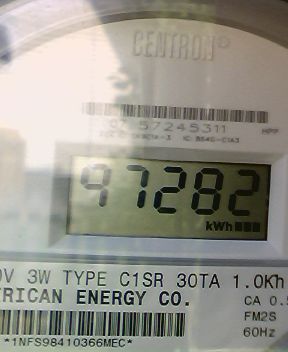 CENTRON®
57245311
97282
kWh
0V 3W TYPE C1SR 30TA 1.0Kh
ERICAN ENERGY CO.
CA 0.5
FM2S
60Hz
*1NFS98410366MEC*